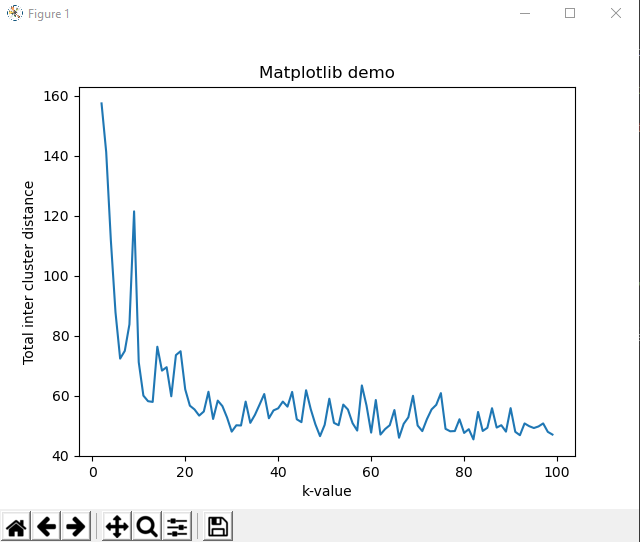 Figure 1
Matplotlib demo
160
140
120
100
80
60
40
Total inter cluster distance
0 20 40 60 80 100
k-value